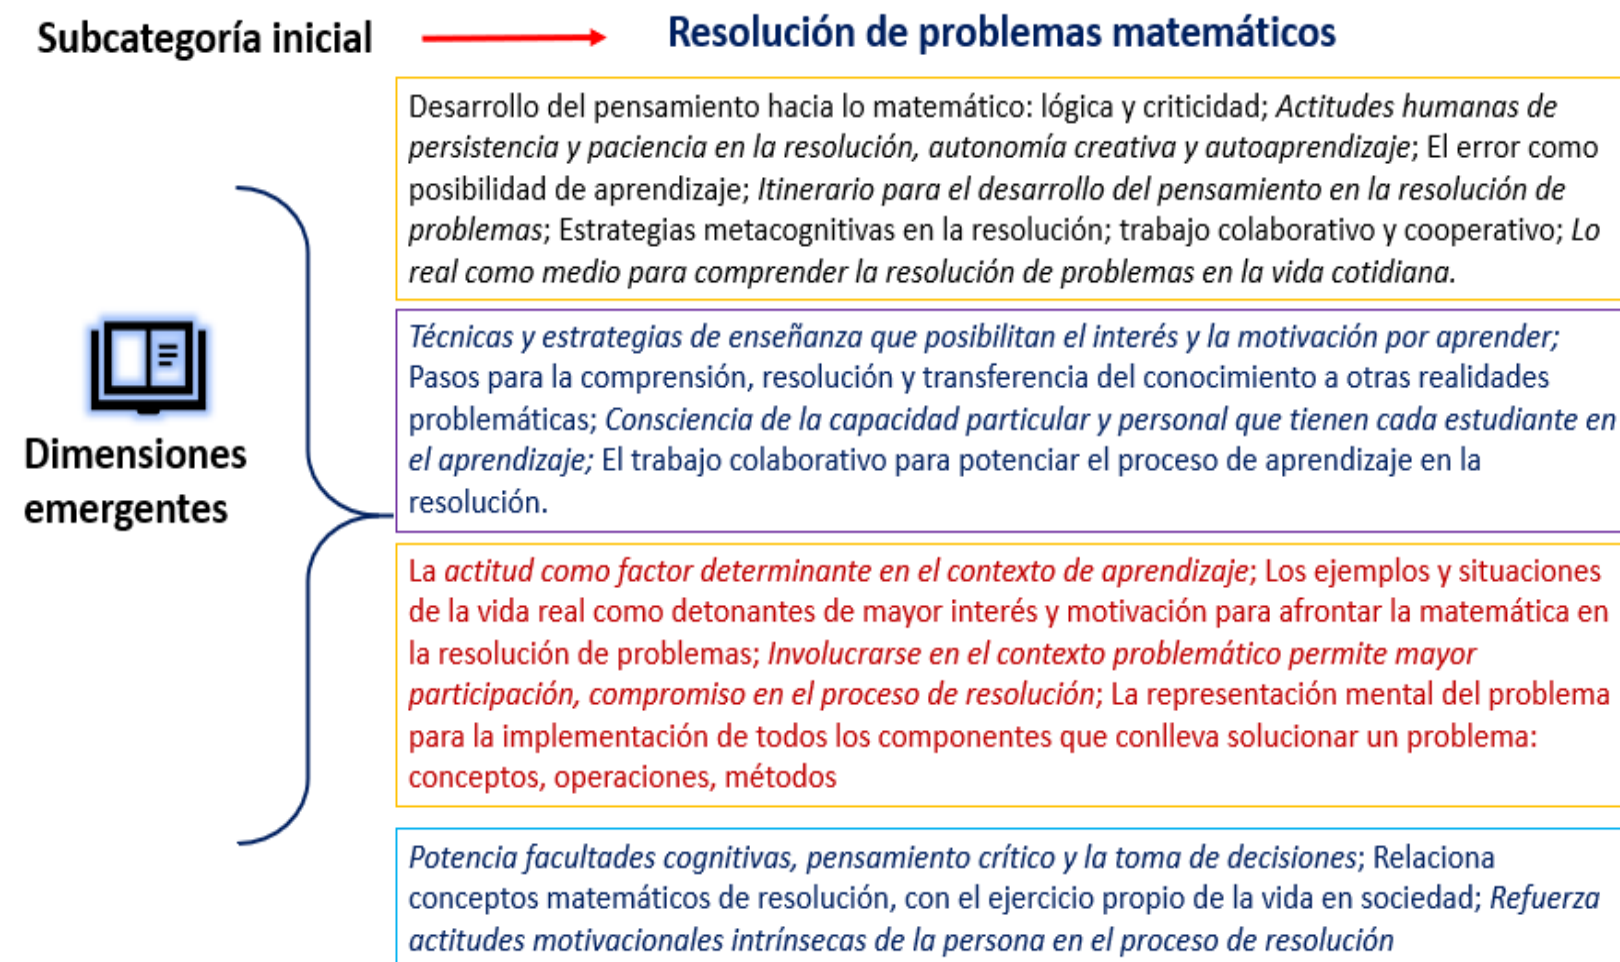 Subcategoría inicial
Resolución de problemas matemáticos
Desarrollo del pensamiento hacia lo matemático: lógica y criticidad; Actitudes humanas de
persistencia y paciencia en la resolución, autonomía creativa y autoaprendizaje; El error como
posibilidad de aprendizaje; Itinerario para el desarrollo del pensamiento en la resolución de
problemas; Estrategias metacognitivas en la resolución; trabajo colaborativo y cooperativo; Lo
real como medio para comprender la resolución de problemas en la vida cotidiana.
Dimensiones
emergentes
Técnicas y estrategias de enseñanza que posibilitan el interés y la motivación por aprender;
Pasos para la comprensión, resolución y transferencia del conocimiento a otras realidades
problemáticas; Consciencia de la capacidad particular y personal que tienen cada estudiante en
el aprendizaje; El trabajo colaborativo para potenciar el proceso de aprendizaje en la
resolución.
La actitud como factor determinante en el contexto de aprendizaje; Los ejemplos y situaciones
de la vida real como detonantes de mayor interés y motivación para afrontar la matemática en
la resolución de problemas; Involucrarse en el contexto problemático permite mayor
participación, compromiso en el proceso de resolución; La representación mental del problema
para la implementación de todos los componentes que conlleva solucionar un problema:
conceptos, operaciones, métodos
Potencia facultades cognitivas, pensamiento crítico y la toma de decisiones; Relaciona
conceptos matemáticos de resolución, con el ejercicio propio de la vida en sociedad; Refuerza
actitudes motivacionales intrínsecas de la persona en el proceso de resolución